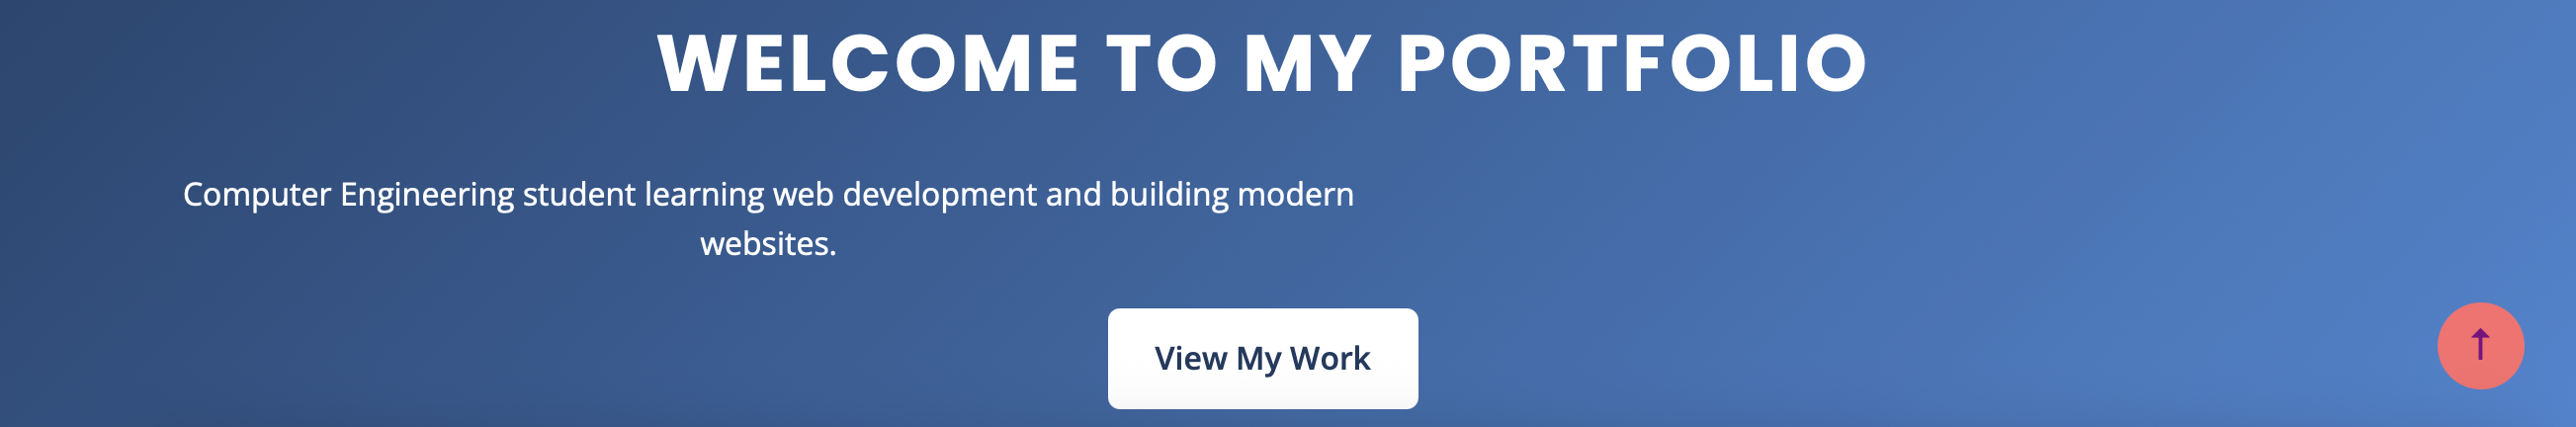 WELCOME TO MY PORTFOLIO
Computer Engineering student learning web development and building modern
websites.
View My Work
↑